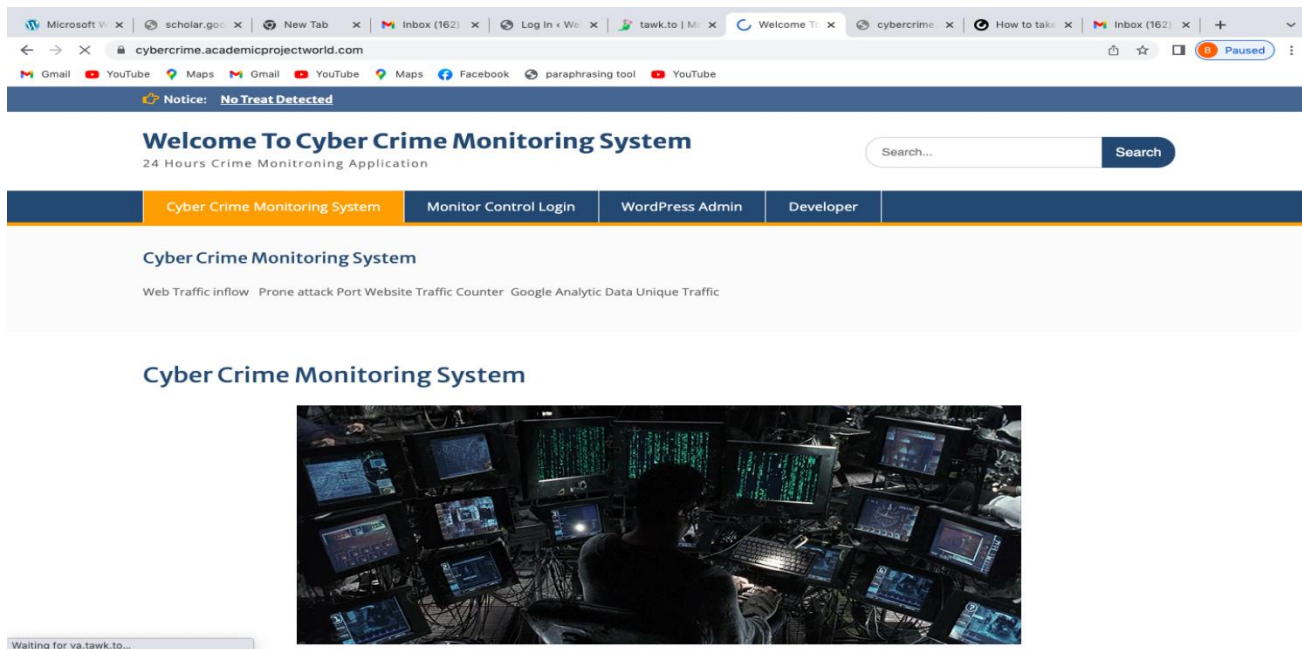 Microsoft W scholar.goo New Tab Inbox (162) Log In ‹ We tawk.to | M Welcome To cybercrime How to take Inbox (162)
cybercrime.academicprojectworld.com B Paused
Gmail YouTube Maps Gmail YouTube Maps Facebook paraphrasing tool YouTube
Notice: No Treat Detected
Welcome To Cyber Crime Monitoring System
24 Hours Crime Monitroning Application
Search... Search
Cyber Crime Monitoring System Monitor Control Login WordPress Admin Developer
Cyber Crime Monitoring System
Web Traffic inflow Prone attack Port Website Traffic Counter Google Analytic Data Unique Traffic
Cyber Crime Monitoring System
Waiting for va.tawk.to...